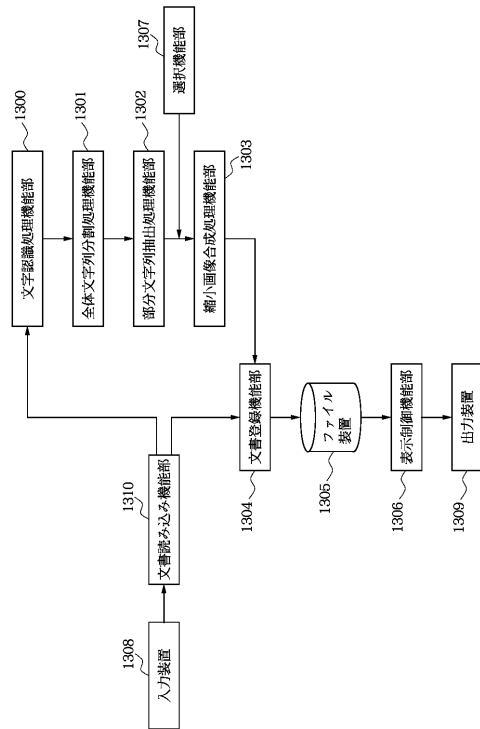 1308
入力装置
1310
文書読み込み機能部
1300
文字認識処理機能部
1301
全体文字列分割処理機能部
1302
部分文字列抽出処理機能部
1307
選択機能部
1303
縮小画像合成処理機能部
1304
文書登録機能部
1305
ファイル
装置
1306
表示制御機能部
1309
出力装置